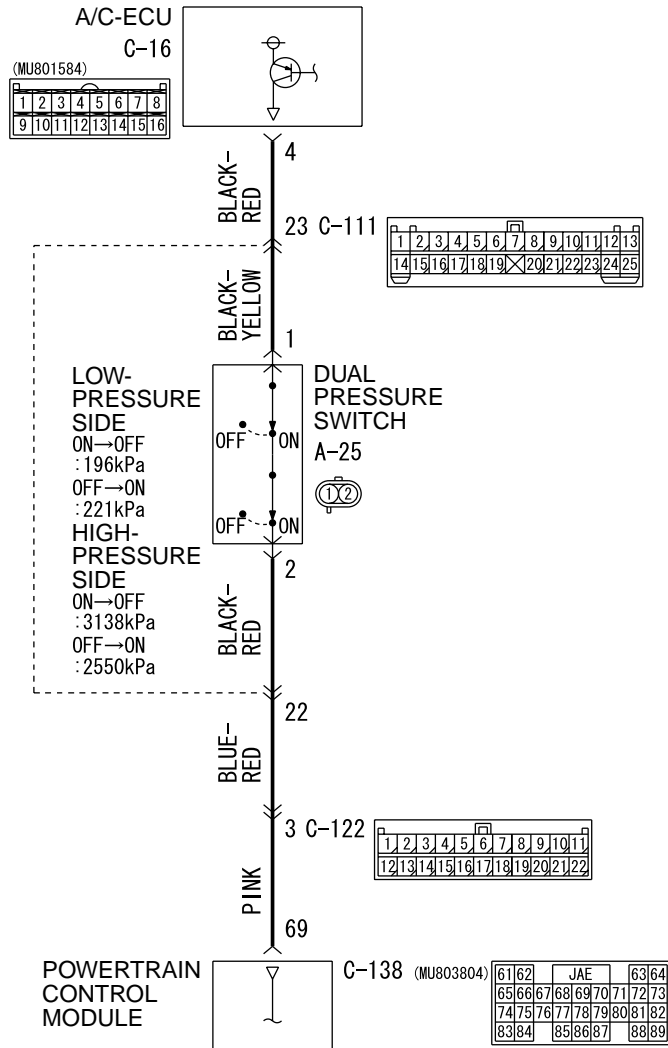 A/C-ECU
C-16
(MU801584)
1 2 3 4 5 6 7 8
9 10 11 12 13 14 15 16
4
BLACK-
RED
23 C-111
1 2 3 4 5 6 7 8 9 10 11 12 13
14 15 16 17 18 19 20 21 22 23 24 25
BLACK-
YELLOW
1
LOW-
PRESSURE
SIDE
ON→OFF
:196kPa
OFF→ON
:221kPa
HIGH-
PRESSURE
SIDE
ON→OFF
:3138kPa
OFF→ON
:2550kPa
OFF ON
OFF ON
DUAL
PRESSURE
SWITCH
A-25
1 2
2
BLACK-
RED
22
BLUE-
RED
3 C-122
1 2 3 4 5 6 7 8 9 10 11
12 13 14 15 16 17 18 19 20 21 22
PINK
69
POWERTRAIN
CONTROL
MODULE
C-138 (MU803804)
61 62 JAE 63 64
65 66 67 68 69 70 71 72 73
74 75 76 77 78 79 80 81 82
83 84 85 86 87 88 89